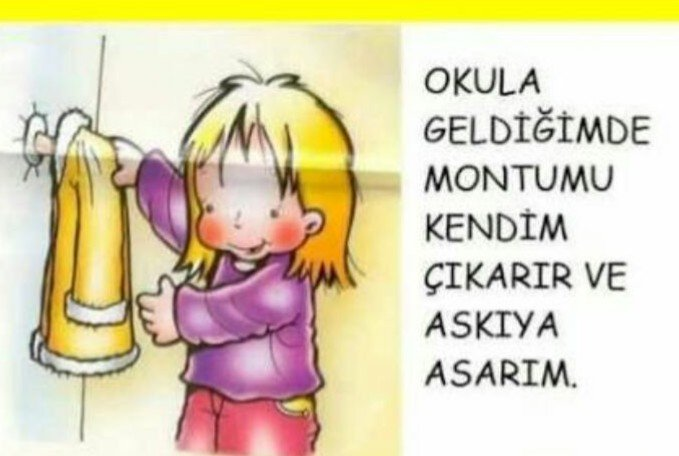 OKULA
GELDİĞİMDE
MONTUMU
KENDİM
ÇIKARIR VE
ASKIYA
ASARIM.